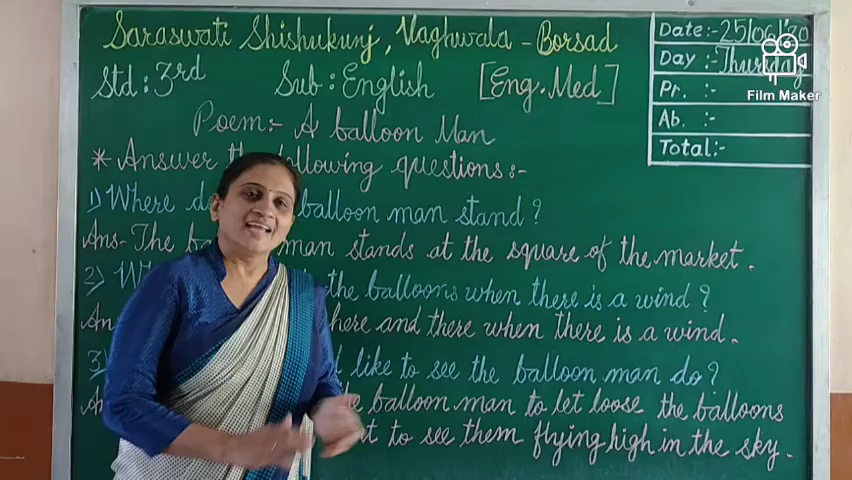 Saraswati Shishukunj, Vaghwala - Borsad
Std : 3rd Sub : English [Eng. Med]
Date :- 25/06/20
Day :- Thursday
Pr. :-
Ab. :-
Total:-
Film Maker
Poem:- A balloon Man
* Answer following questions :-
1) Where balloon man stand ?
Ans- The man stands at the square of the market.
2) the balloons when there is a wind ?
here and there when there is a wind.
3) like to see the balloon man do ?
balloon man to let loose the balloons
to see them flying high in the sky.